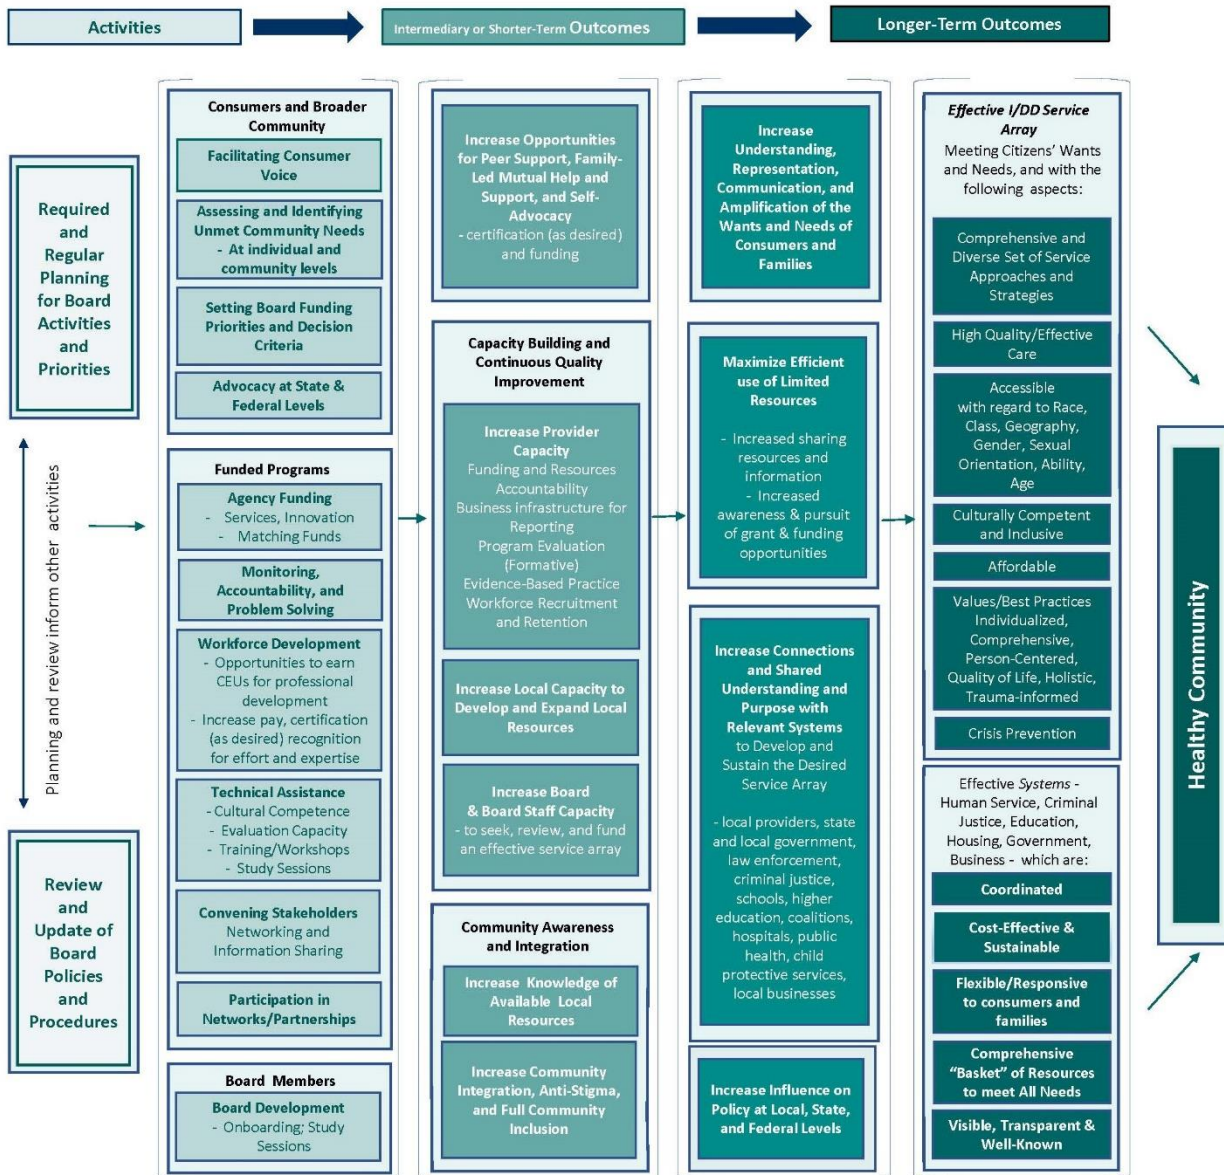 Activities
Intermediary or Shorter-Term Outcomes
Longer-Term Outcomes
Required
and
Regular
Planning
for Board
Activities
and
Priorities
Planning and review inform other activities
Review
and
Update of
Board
Policies
and
Procedures
Consumers and Broader
Community
Facilitating Consumer
Voice
Assessing and Identifying
Unmet Community Needs
- At individual and
community levels
Setting Board Funding
Priorities and Decision
Criteria
Advocacy at State &
Federal Levels
Funded Programs
Agency Funding
- Services, Innovation
- Matching Funds
Monitoring,
Accountability, and
Problem Solving
Workforce Development
- Opportunities to earn
CEUs for professional
development
- Increase pay, certification
(as desired) recognition
for effort and expertise
Technical Assistance
- Cultural Competence
- Evaluation Capacity
- Training/Workshops
- Study Sessions
Convening Stakeholders
Networking and
Information Sharing
Participation in
Networks/Partnerships
Board Members
Board Development
- Onboarding; Study
Sessions
Increase Opportunities
for Peer Support, Family-
Led Mutual Help and
Support, and Self-
Advocacy
- certification (as desired)
and funding
Capacity Building and
Continuous Quality
Improvement
Increase Provider
Capacity
Funding and Resources
Accountability
Business infrastructure for
Reporting
Program Evaluation
(Formative)
Evidence-Based Practice
Workforce Recruitment
and Retention
Increase Local Capacity to
Develop and Expand Local
Resources
Increase Board
& Board Staff Capacity
- to seek, review, and fund
an effective service array
Community Awareness
and Integration
Increase Knowledge of
Available Local
Resources
Increase Community
Integration, Anti-Stigma,
and Full Community
Inclusion
Increase
Understanding,
Representation,
Communication, and
Amplification of the
Wants and Needs of
Consumers and
Families
Maximize Efficient
use of Limited
Resources
- Increased sharing
resources and
information
- Increased
awareness & pursuit
of grant & funding
opportunities
Increase Connections
and Shared
Understanding and
Purpose with
Relevant Systems
to Develop and
Sustain the Desired
Service Array
- local providers, state
and local government,
law enforcement,
criminal justice,
schools, higher
education, coalitions,
hospitals, public
health, child
protective services,
local businesses
Increase Influence on
Policy at Local, State,
and Federal Levels
Effective I/DD Service
Array
Meeting Citizens' Wants
and Needs, and with the
following aspects:
Comprehensive and
Diverse Set of Service
Approaches and
Strategies
High Quality/Effective
Care
Accessible
with regard to Race,
Class, Geography,
Gender, Sexual
Orientation, Ability,
Age
Culturally Competent
and Inclusive
Affordable
Values/Best Practices
Individualized,
Comprehensive,
Person-Centered,
Quality of Life, Holistic,
Trauma-informed
Crisis Prevention
Effective Systems -
Human Service, Criminal
Justice, Education,
Housing, Government,
Business - which are:
Coordinated
Cost-Effective &
Sustainable
Flexible/Responsive
to consumers and
families
Comprehensive
“Basket” of Resources
to meet All Needs
Visible, Transparent &
Well-Known
Healthy Community